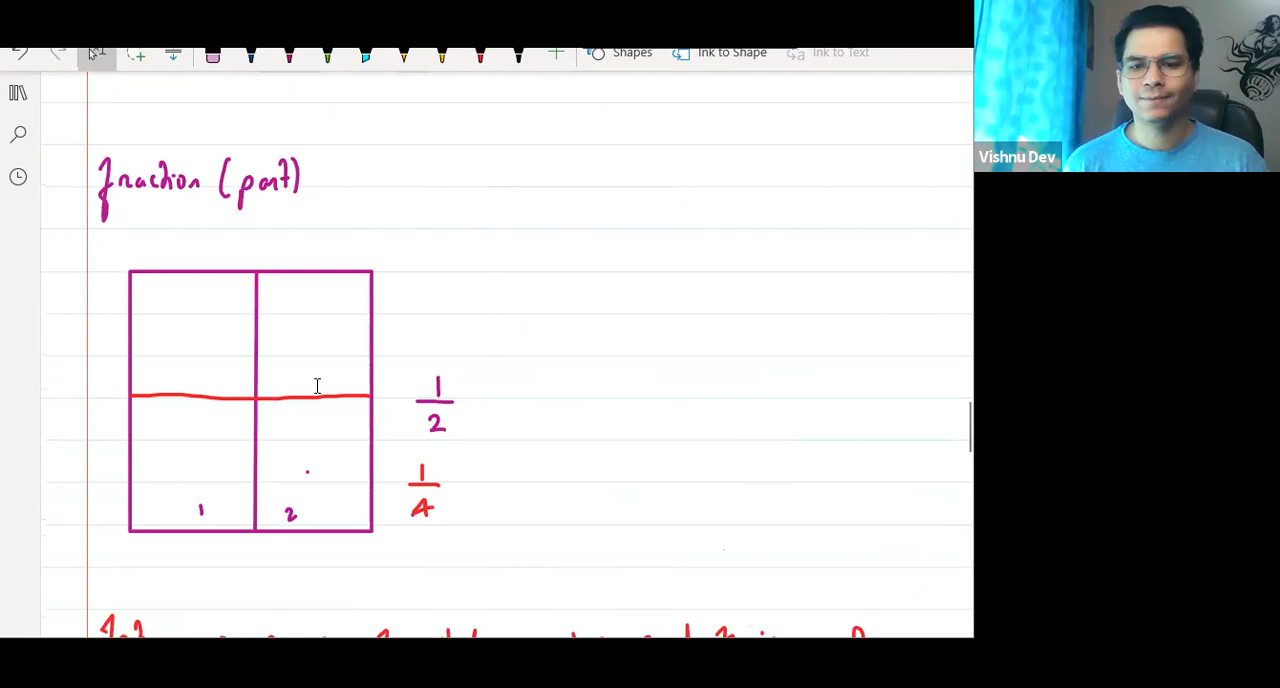 Shapes
Ink to Shape
Ink to Text
fraction (part)
1
2
1
4
1 2
Vishnu Dev